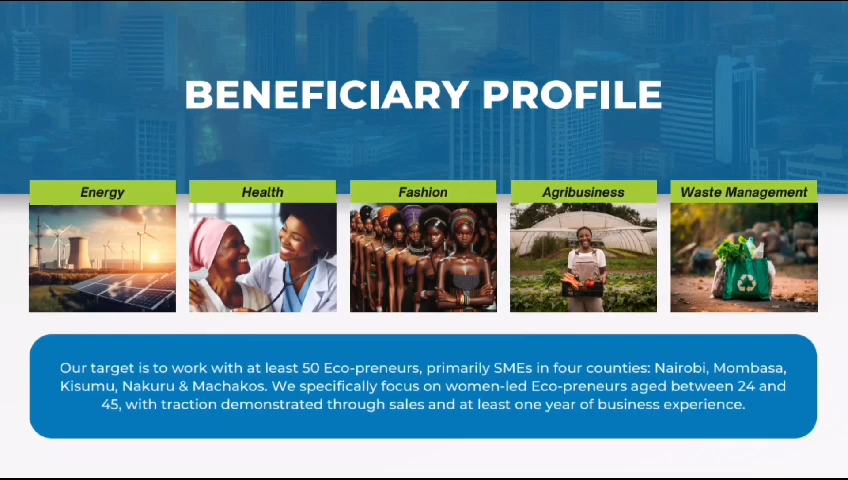 BENEFICIARY PROFILE
Energy
Health
Fashion
Agribusiness
Waste Management
Our target is to work with at least 50 Eco-preneurs, primarily SMEs in four counties: Nairobi, Mombasa,
Kisumu, Nakuru & Machakos. We specifically focus on women-led Eco-preneurs aged between 24 and
45, with traction demonstrated through sales and at least one year of business experience.